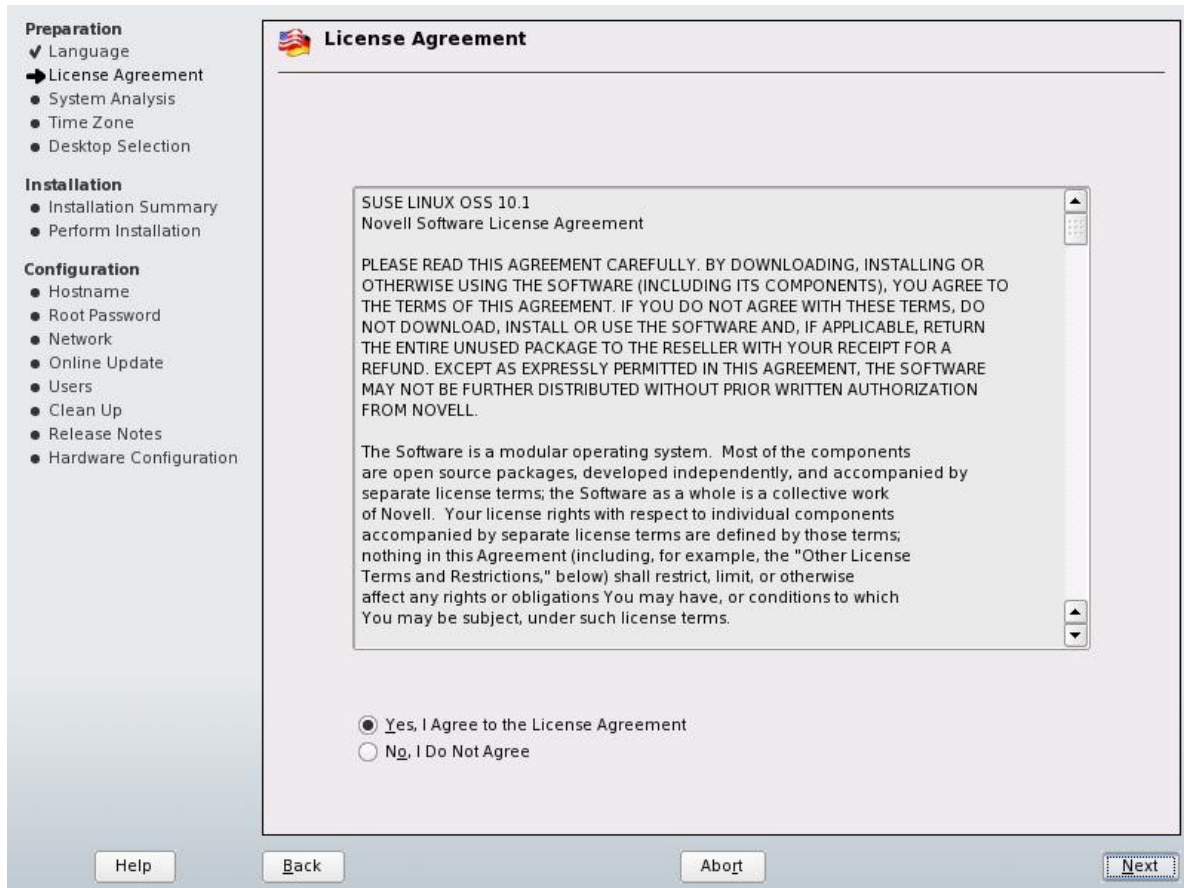 Preparation
Language
License Agreement
System Analysis
Time Zone
Desktop Selection
Installation
Installation Summary
Perform Installation
Configuration
Hostname
Root Password
Network
Online Update
Users
Clean Up
Release Notes
Hardware Configuration
License Agreement
SUSE LINUX OSS 10.1
Novell Software License Agreement
PLEASE READ THIS AGREEMENT CAREFULLY. BY DOWNLOADING, INSTALLING OR
OTHERWISE USING THE SOFTWARE (INCLUDING ITS COMPONENTS), YOU AGREE TO
THE TERMS OF THIS AGREEMENT. IF YOU DO NOT AGREE WITH THESE TERMS, DO
NOT DOWNLOAD, INSTALL OR USE THE SOFTWARE AND, IF APPLICABLE, RETURN
THE ENTIRE UNUSED PACKAGE TO THE RESELLER WITH YOUR RECEIPT FOR A
REFUND. EXCEPT AS EXPRESSLY PERMITTED IN THIS AGREEMENT, THE SOFTWARE
MAY NOT BE FURTHER DISTRIBUTED WITHOUT PRIOR WRITTEN AUTHORIZATION
FROM NOVELL.
The Software is a modular operating system.  Most of the components
are open source packages, developed independently, and accompanied by
separate license terms; the Software as a whole is a collective work
of Novell.  Your license rights with respect to individual components
accompanied by separate license terms are defined by those terms;
nothing in this Agreement (including, for example, the "Other License
Terms and Restrictions," below) shall restrict, limit, or otherwise
affect any rights or obligations You may have, or conditions to which
You may be subject, under such license terms.
Yes, I Agree to the License Agreement
No, I Do Not Agree
Help
Back
Abort
Next